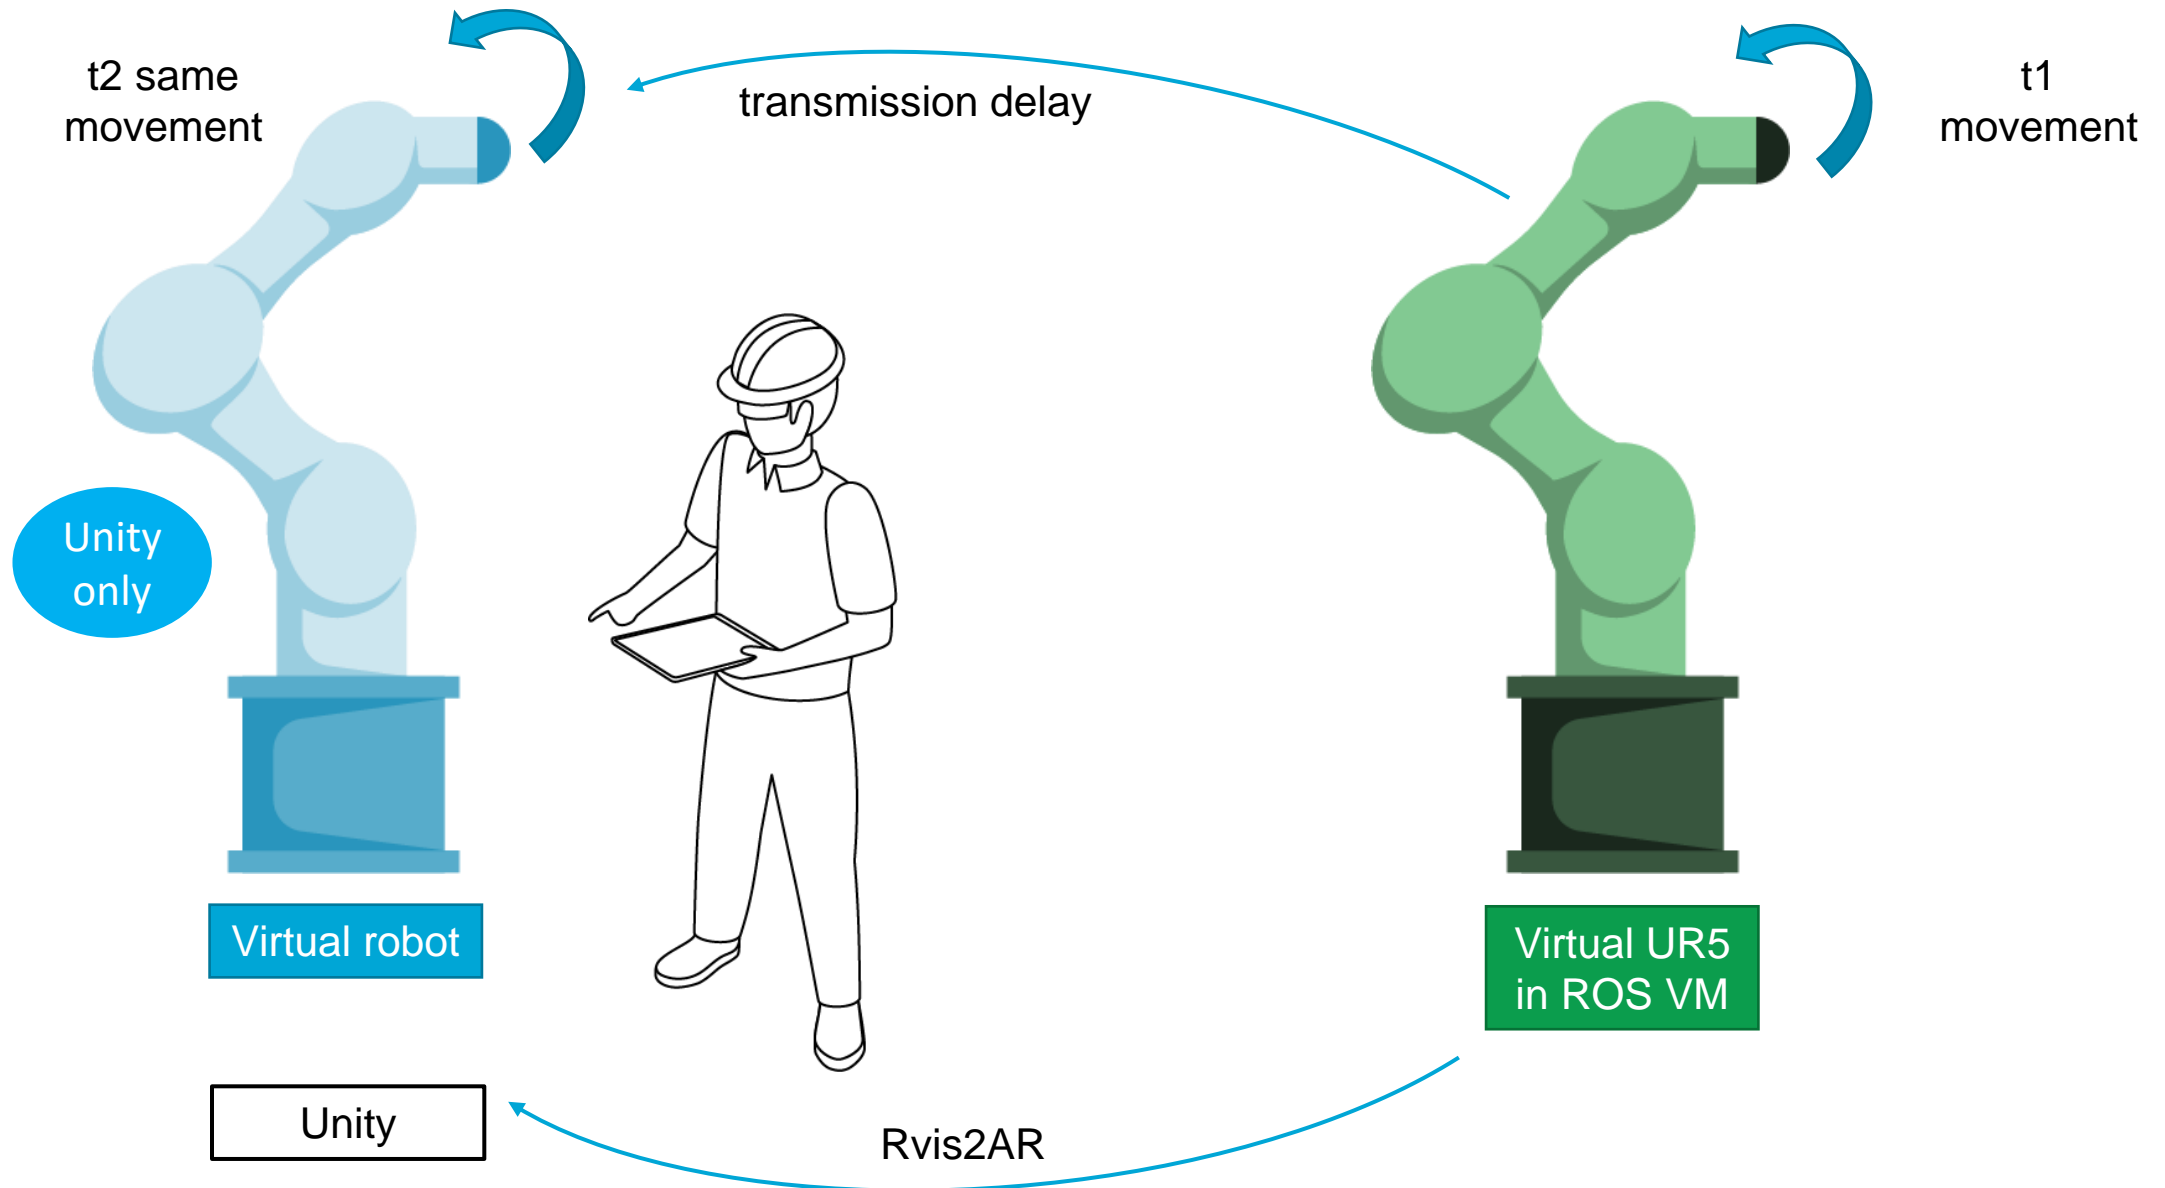 t2 same
movement
transmission delay
t1
movement
Unity
only
Virtual robot
Virtual UR5
in ROS VM
Unity
Rvis2AR